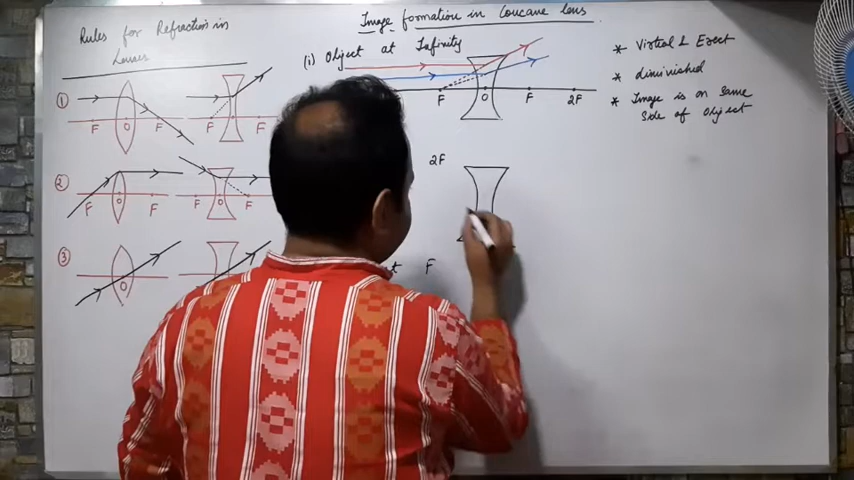 Rules for Refraction in
Lenses
Image formation in Concave lens
(i) Object at Infinity
* Virtual & Erect
* diminished
* Image is on Same
Side of Object
①
F
O
F
F
O
F
F
O
F
2F
②
F
O
F
F
O
F
2F
③
O
F